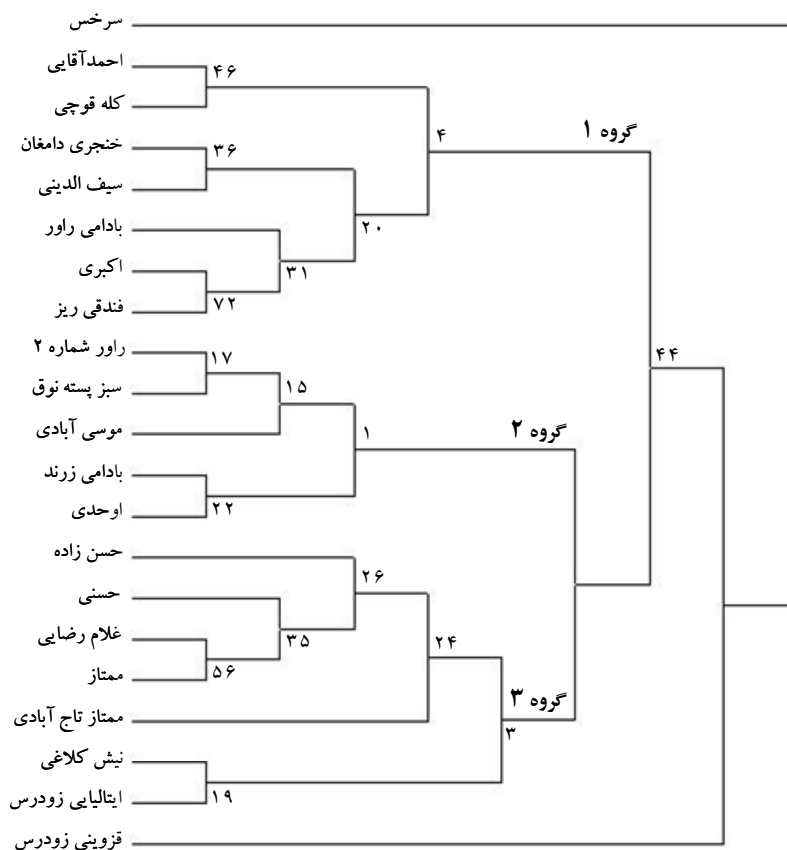 سرخس
احمدآقایی
۴۶
کله قوچی
۴
گروه ۱
خنجری دامغان
۳۶
سیف الدینی
۲۰
بادامی راور
۳۱
اکبری
۷۲
فندقی ریز
راور شماره ۲
۱۷
۴۴
سبز پسته نوق
۱۵
موسی آبادی
۱
گروه ۲
بادامی زرند
۲۲
اوحدی
حسن زاده
۲۶
حسنی
۳۵
غلام رضایی
۲۴
۵۶
ممتاز
گروه ۳
ممتاز تاج آبادی
۳
نیش کلاغی
۱۹
ایتالیایی زودرس
قزوینی زودرس